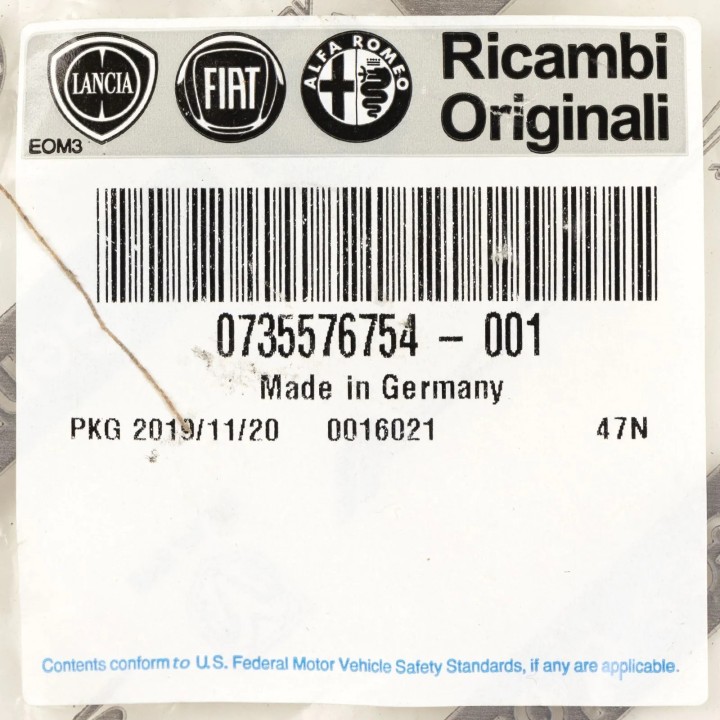 LANCIA
FIAT
ALFA ROMEO
Ricambi
Originali
EOM3
0735576754 - 001
Made in Germany
PKG 2019/11/20 0016021 47N
Contents conform to U.S. Federal Motor Vehicle Safety Standards, if any are applicable.